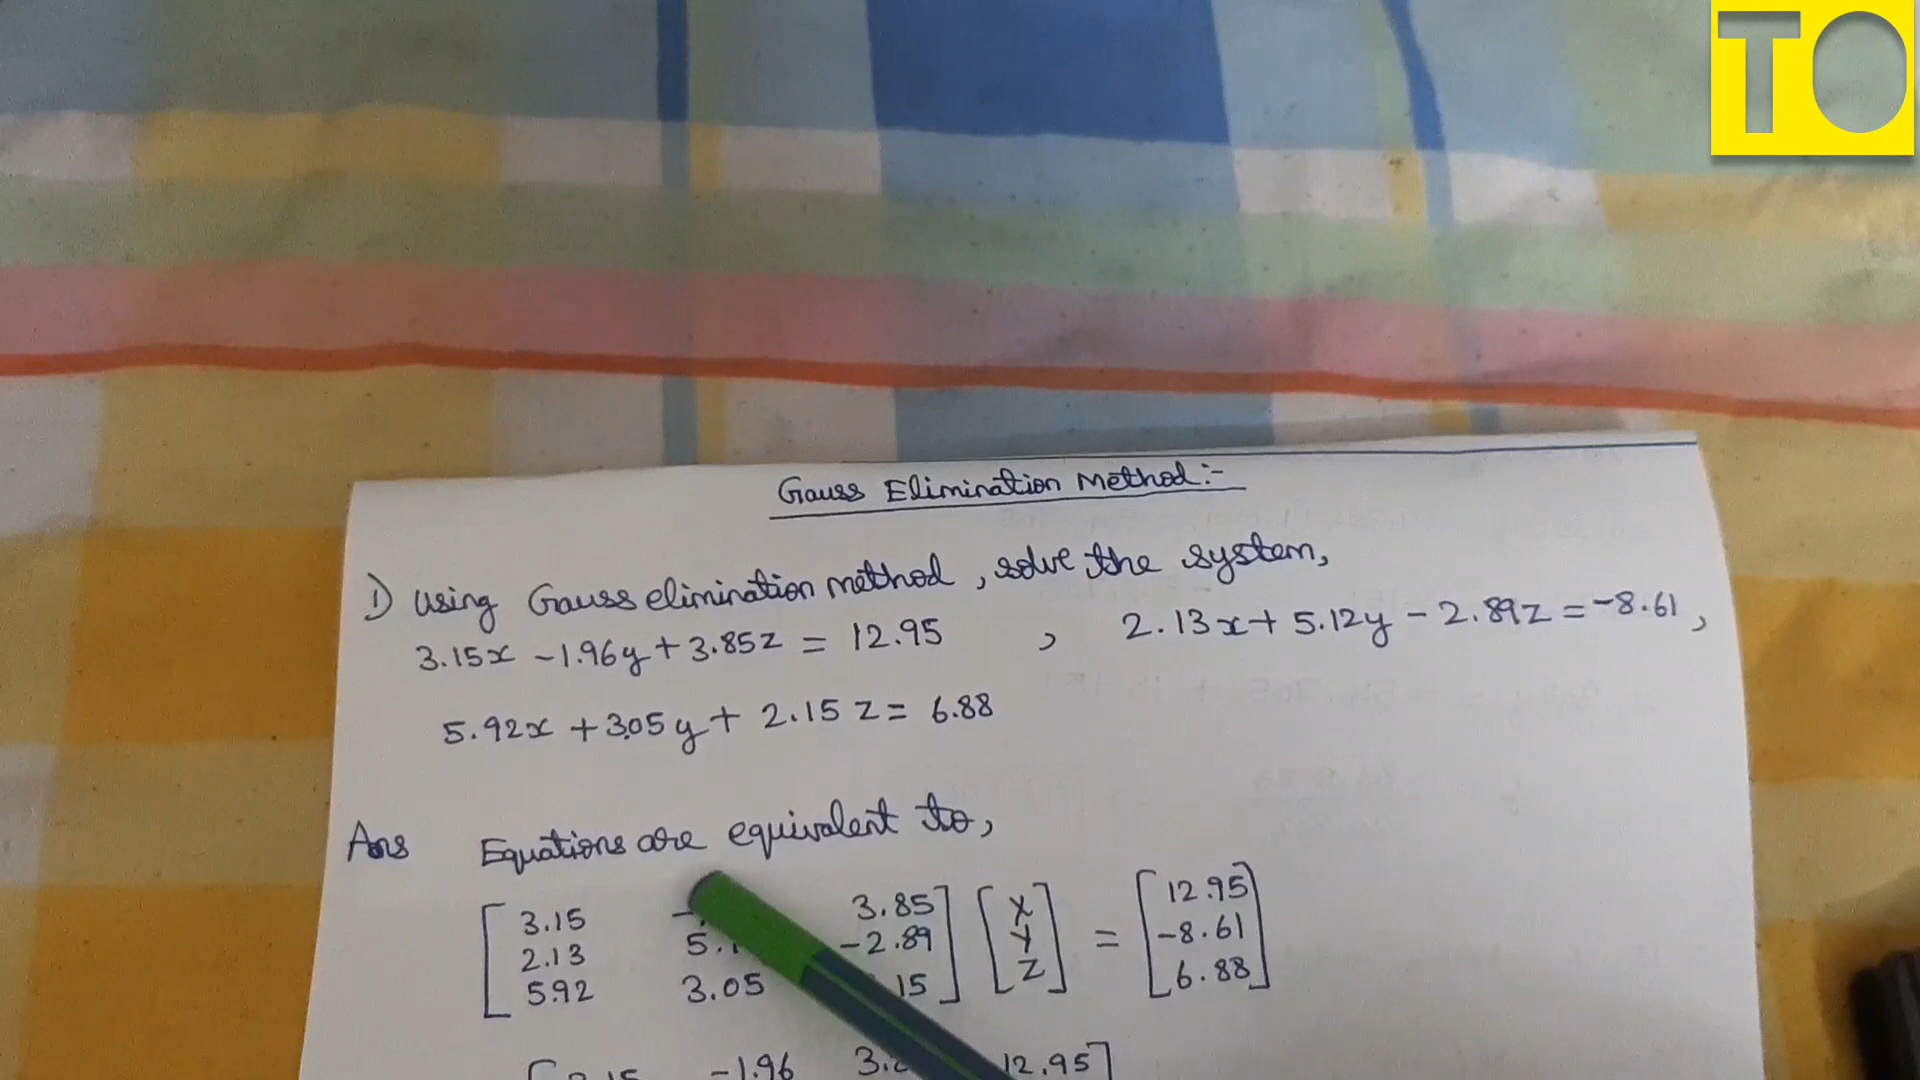 TO
Gauss Elimination Method:-
1) Using Gauss elimination method, solve the system,
3.15x - 1.96y + 3.85z = 12.95 , 2.13x + 5.12y - 2.89z = -8.61,
5.92x + 3.05y + 2.15 z = 6.88
Ans Equations are equivalent to,
[ 3.15 3.85 ] [ x ] = [ 12.95 ]
2.13 -2.89 y -8.61
5.92 3.05 15 z 6.88
-1.96 12.95 ]